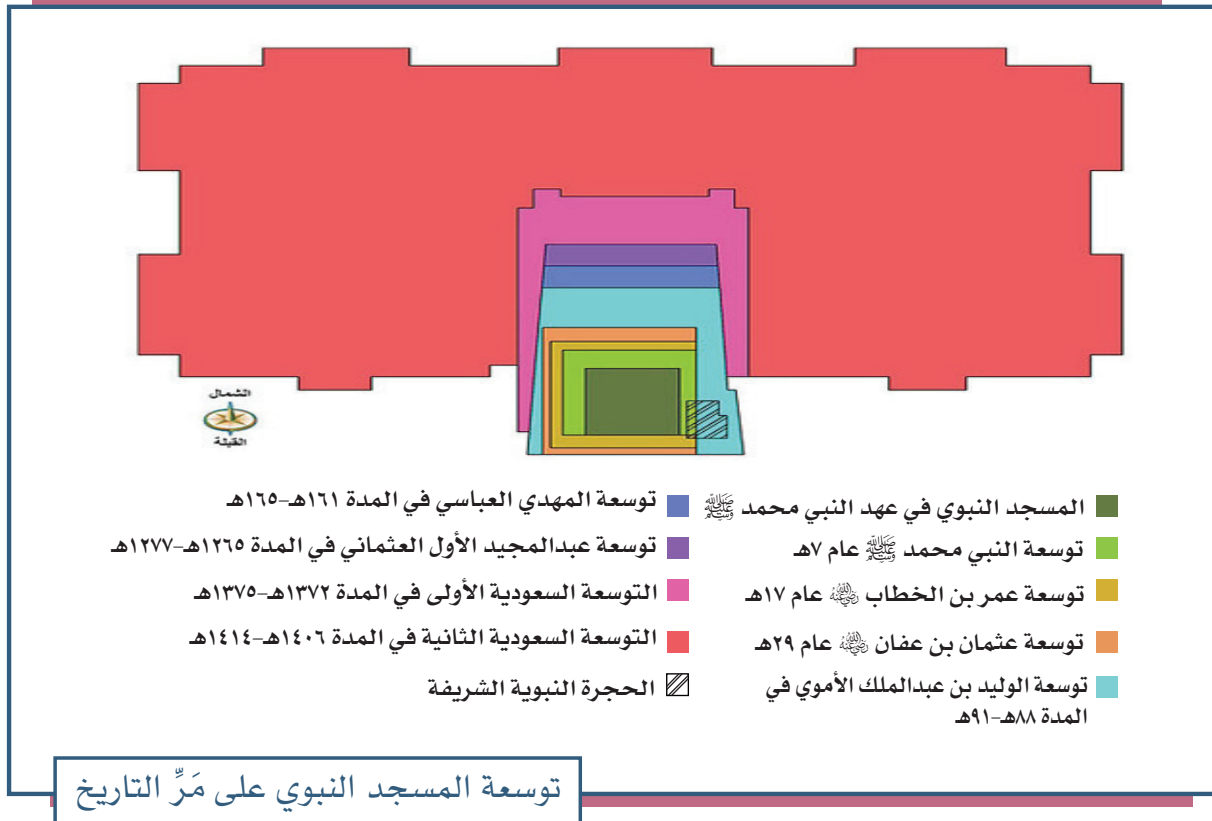 الشمال
القبلة
المسجد النبوي في عهد النبي محمد ﷺ
توسعة النبي محمد ﷺ عام ٧هـ
توسعة عمر بن الخطاب رضي الله عنه عام ١٧هـ
توسعة عثمان بن عفان رضي الله عنه عام ٢٩هـ
توسعة الوليد بن عبدالملك الأموي في
المدة ٨٨هـ-٩١هـ
توسعة المهدي العباسي في المدة ١٦١هـ-١٦٥هـ
توسعة عبدالمجيد الأول العثماني في المدة ١٢٦٥هـ-١٢٧٧هـ
التوسعة السعودية الأولى في المدة ١٣٧٢هـ-١٣٧٥هـ
التوسعة السعودية الثانية في المدة ١٤٠٦هـ-١٤١٤هـ
الحجرة النبوية الشريفة
توسعة المسجد النبوي على مَرِّ التاريخ